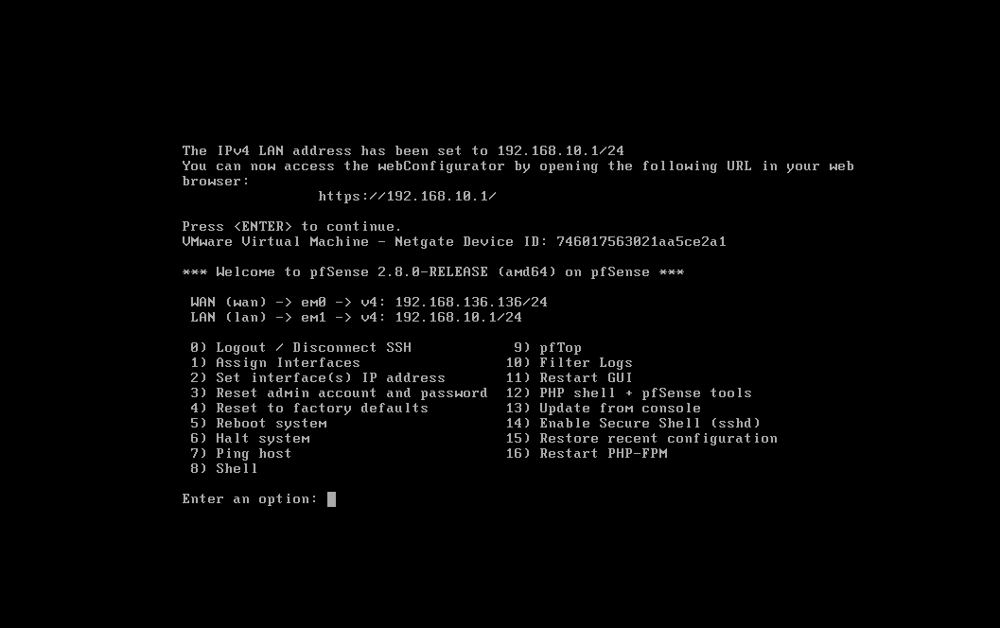 The IPv4 LAN address has been set to 192.168.10.1/24
You can now access the webConfigurator by opening the following URL in your web
browser:
https://192.168.10.1/
Press <ENTER> to continue.
VMware Virtual Machine - Netgate Device ID: 746017563021aa5ce2a1
*** Welcome to pfSense 2.8.0-RELEASE (amd64) on pfSense ***
WAN (wan) -> em0 -> v4: 192.168.136.136/24
LAN (lan) -> em1 -> v4: 192.168.10.1/24
0) Logout / Disconnect SSH 9) pfTop
1) Assign Interfaces 10) Filter Logs
2) Set interface(s) IP address 11) Restart GUI
3) Reset admin account and password 12) PHP shell + pfSense tools
4) Reset to factory defaults 13) Update from console
5) Reboot system 14) Enable Secure Shell (sshd)
6) Halt system 15) Restore recent configuration
7) Ping host 16) Restart PHP-FPM
8) Shell
Enter an option: